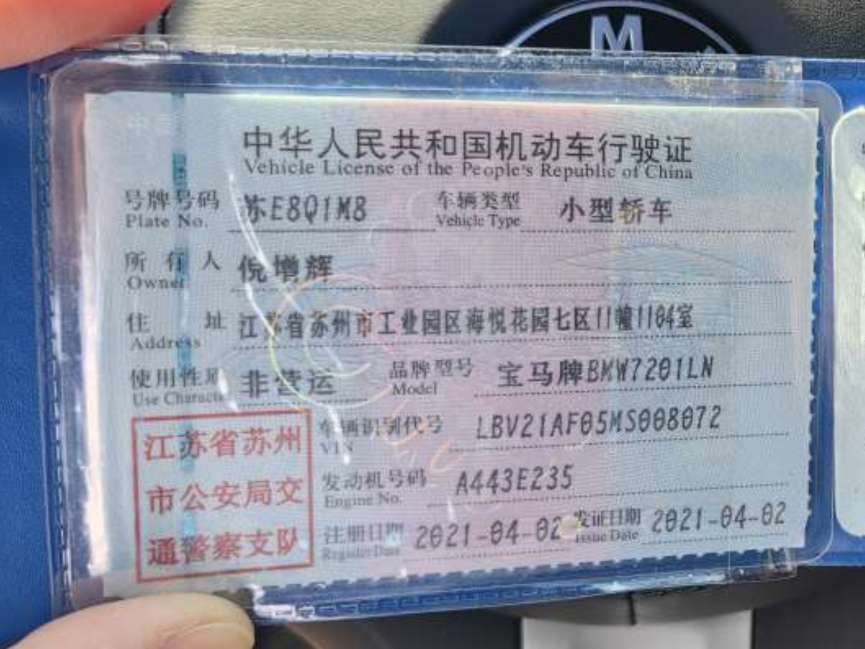 M
中华人民共和国机动车行驶证
Vehicle License of the People's Republic of China
号牌号码 苏E8Q1M8 车辆类型 小型轿车
Plate No. Vehicle Type
所有人 倪增辉
Owner
住址 江苏省苏州市工业园区海悦花园七区11幢1104室
Address
使用性质 非营运 品牌型号 宝马牌BMW7201LN
Use Character Model
江苏省苏州 车辆识别代号 LBV21AF05MS008072
VIN
市公安局交 发动机号码 A443E235
Engine No.
通警察支队 注册日期 2021-04-02 发证日期 2021-04-02
Register Date Issue Date